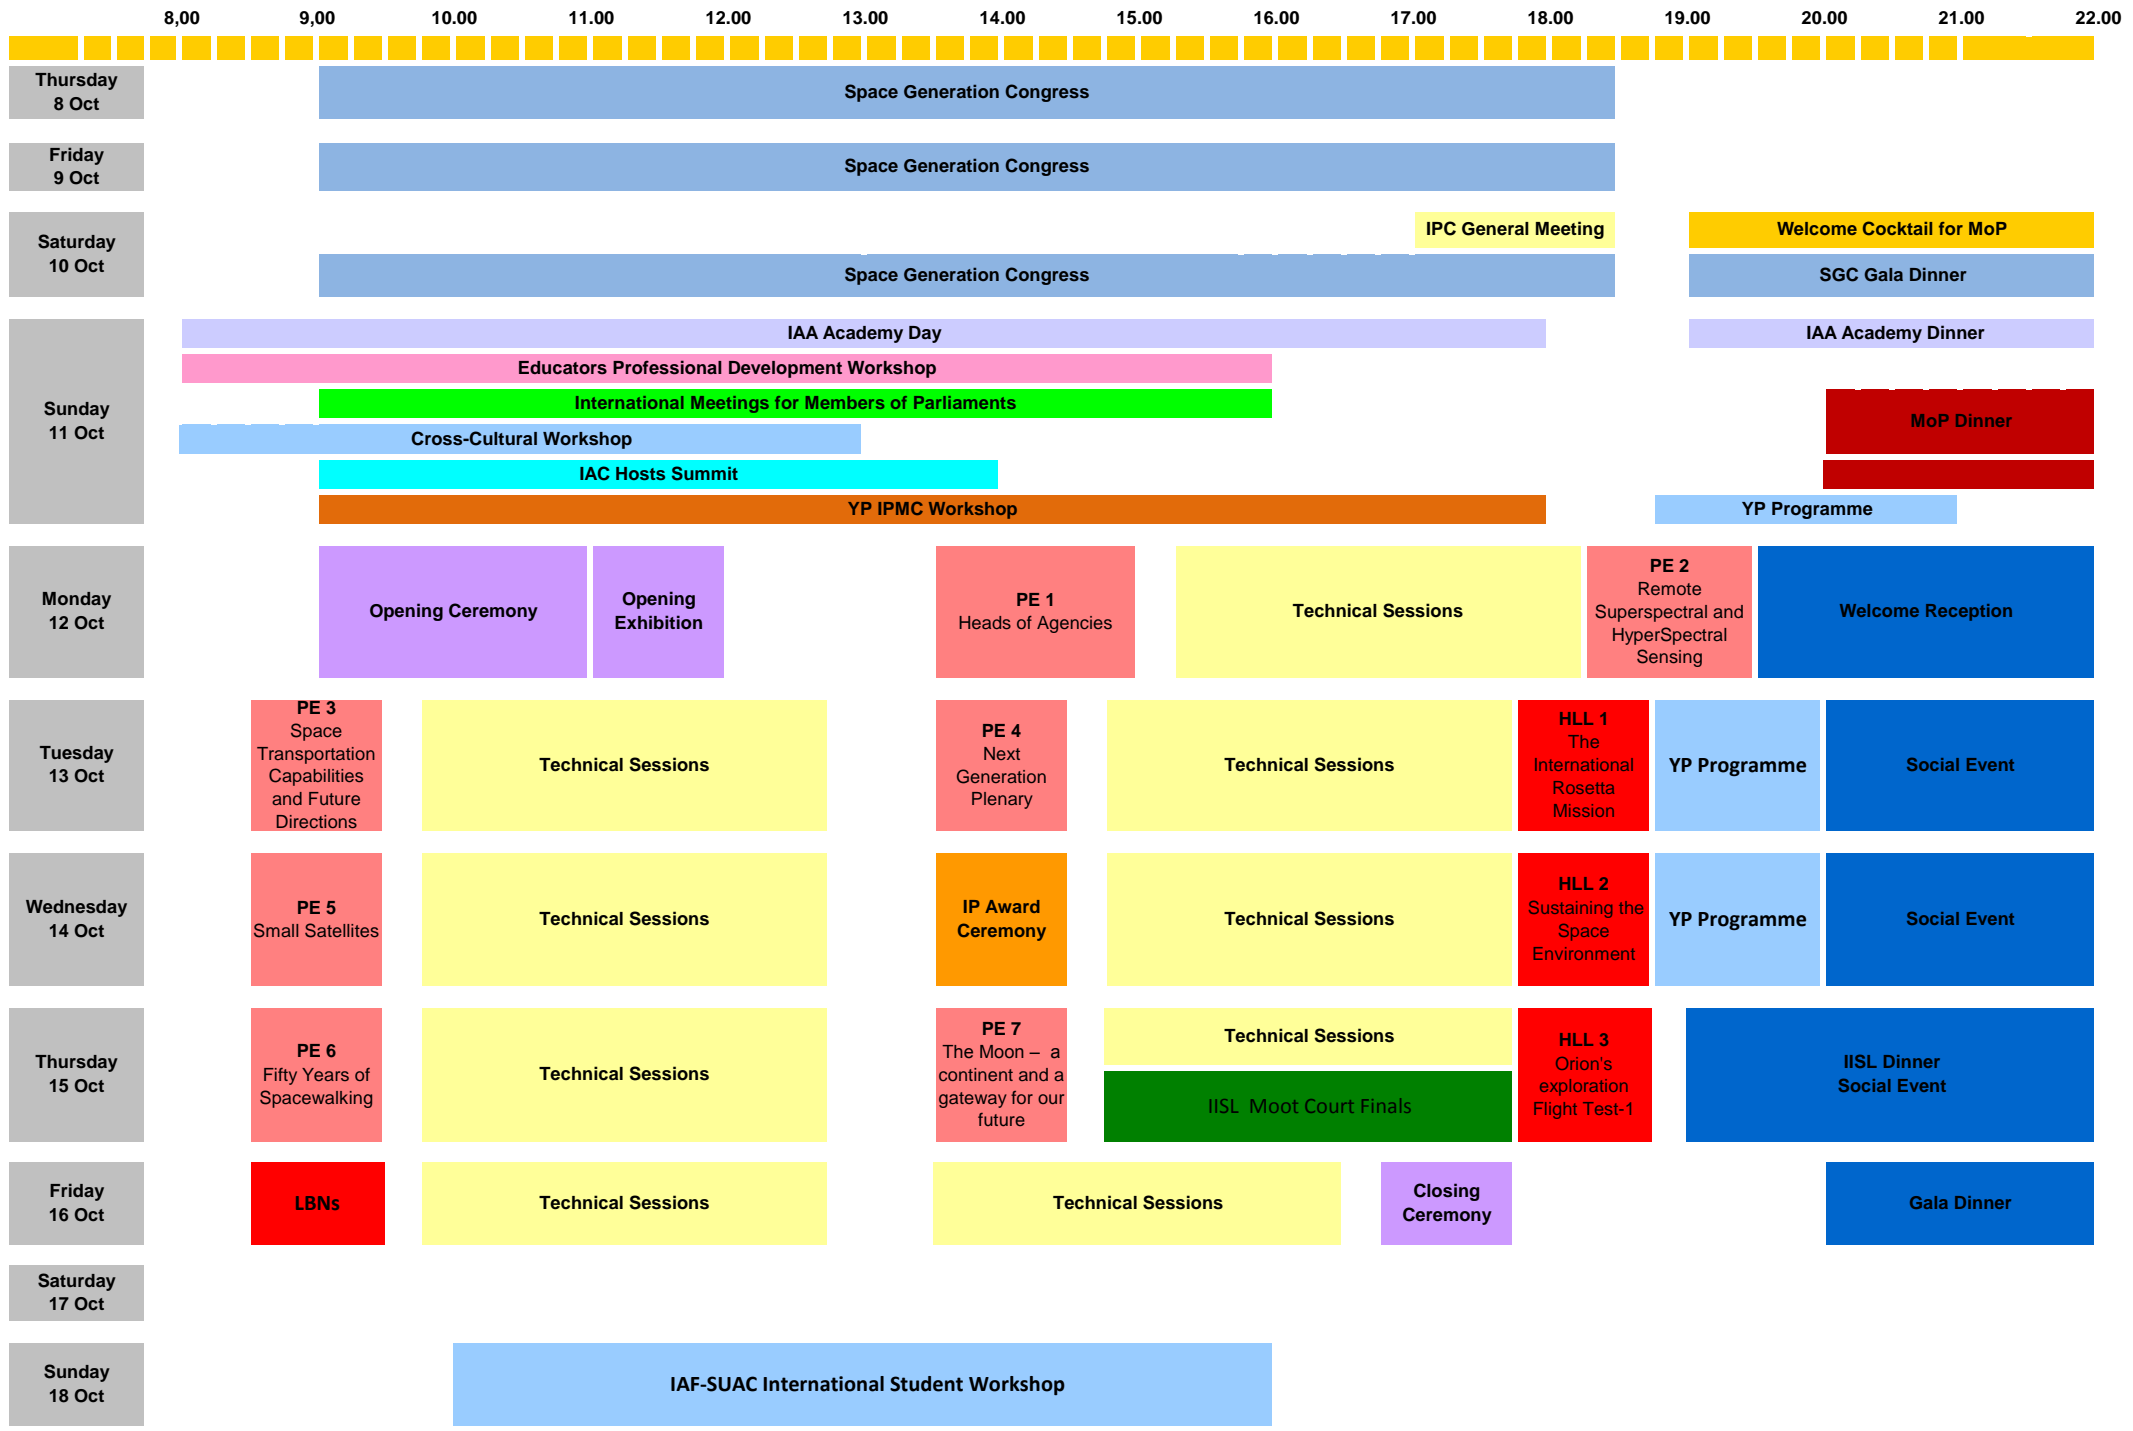 8,00 9,00 10.00 11.00 12.00 13.00 14.00 15.00 16.00 17.00 18.00 19.00 20.00 21.00 22.00
Thursday
8 Oct
Space Generation Congress
Friday
9 Oct
Space Generation Congress
Saturday
10 Oct
IPC General Meeting
Welcome Cocktail for MoP
Space Generation Congress
SGC Gala Dinner
Sunday
11 Oct
IAA Academy Day
IAA Academy Dinner
Educators Professional Development Workshop
International Meetings for Members of Parliaments
MoP Dinner
Cross-Cultural Workshop
IAC Hosts Summit
YP IPMC Workshop
YP Programme
Monday
12 Oct
Opening Ceremony
Opening
Exhibition
PE 1
Heads of Agencies
Technical Sessions
PE 2
Remote
Superspectral and
HyperSpectral
Sensing
Welcome Reception
Tuesday
13 Oct
PE 3
Space
Transportation
Capabilities
and Future
Directions
Technical Sessions
PE 4
Next
Generation
Plenary
Technical Sessions
HLL 1
The
International
Rosetta
Mission
YP Programme
Social Event
Wednesday
14 Oct
PE 5
Small Satellites
Technical Sessions
IP Award
Ceremony
Technical Sessions
HLL 2
Sustaining the
Space
Environment
YP Programme
Social Event
Thursday
15 Oct
PE 6
Fifty Years of
Spacewalking
Technical Sessions
PE 7
The Moon – a
continent and a
gateway for our
future
Technical Sessions
IISL Moot Court Finals
HLL 3
Orion's
exploration
Flight Test-1
IISL Dinner
Social Event
Friday
16 Oct
LBNs
Technical Sessions
Technical Sessions
Closing
Ceremony
Gala Dinner
Saturday
17 Oct
Sunday
18 Oct
IAF-SUAC International Student Workshop